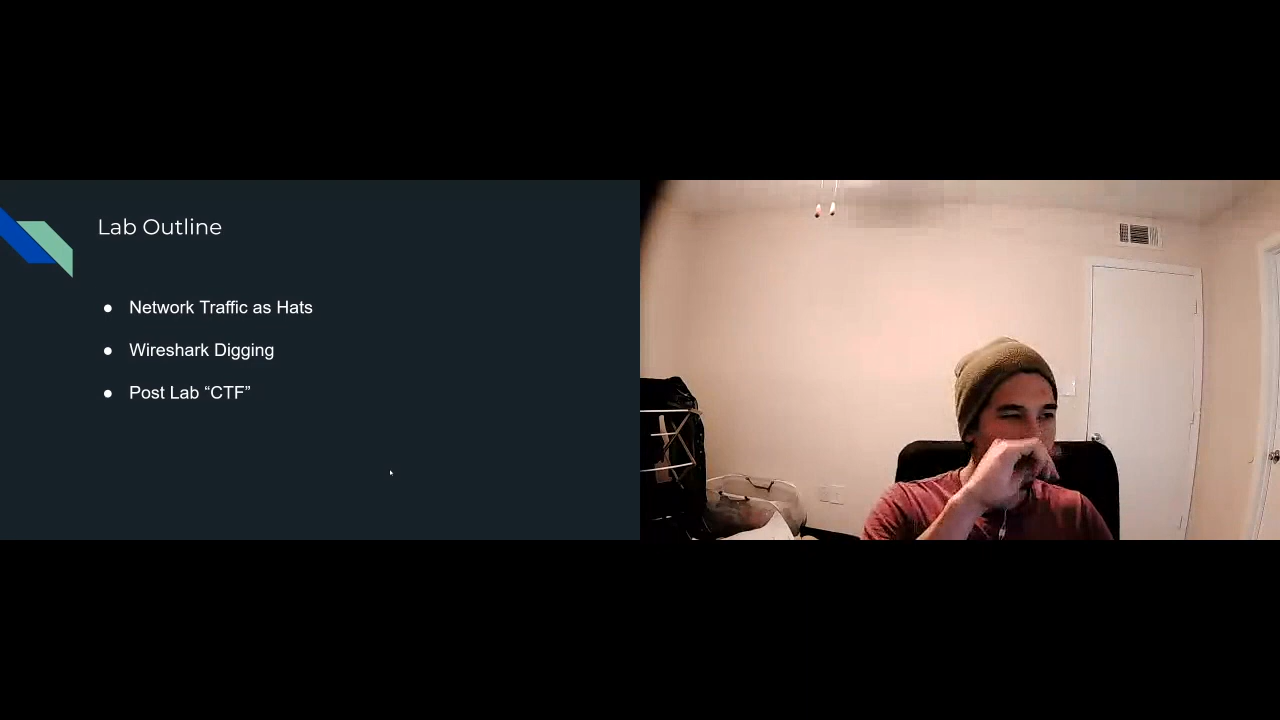 Lab Outline
● Network Traffic as Hats
● Wireshark Digging
● Post Lab “CTF”